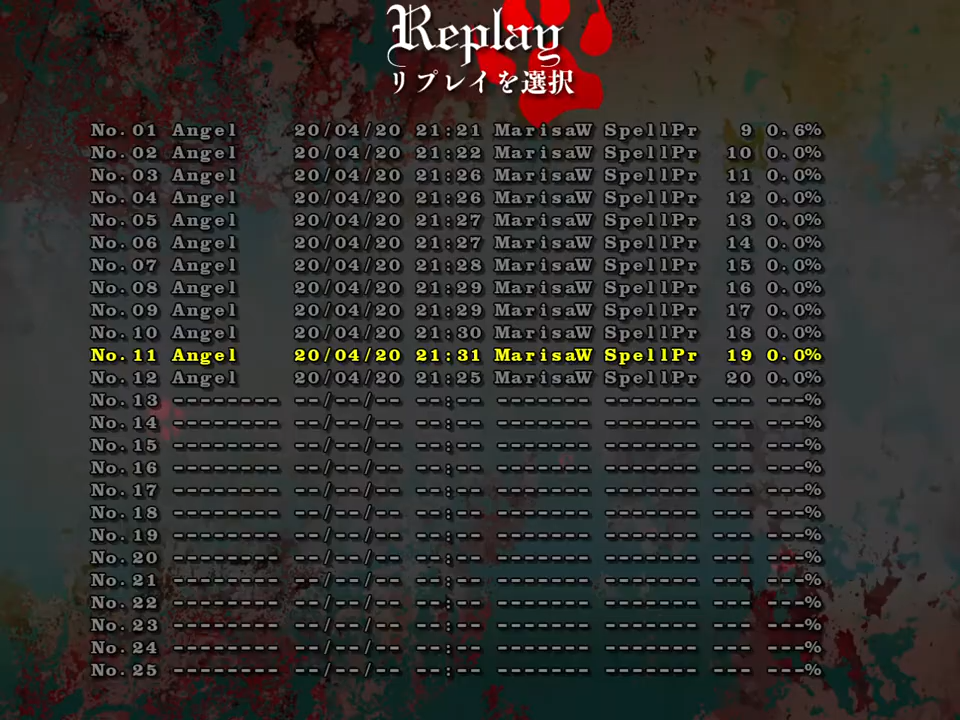 Replay
リプレイを選択
No.01 Angel 20/04/20 21:21 MarisaW SpellPr 9 0.6%
No.02 Angel 20/04/20 21:22 MarisaW SpellPr 10 0.0%
No.03 Angel 20/04/20 21:26 MarisaW SpellPr 11 0.0%
No.04 Angel 20/04/20 21:26 MarisaW SpellPr 12 0.0%
No.05 Angel 20/04/20 21:27 MarisaW SpellPr 13 0.0%
No.06 Angel 20/04/20 21:27 MarisaW SpellPr 14 0.0%
No.07 Angel 20/04/20 21:28 MarisaW SpellPr 15 0.0%
No.08 Angel 20/04/20 21:29 MarisaW SpellPr 16 0.0%
No.09 Angel 20/04/20 21:29 MarisaW SpellPr 17 0.0%
No.10 Angel 20/04/20 21:30 MarisaW SpellPr 18 0.0%
No.11 Angel 20/04/20 21:31 MarisaW SpellPr 19 0.0%
No.12 Angel 20/04/20 21:25 MarisaW SpellPr 20 0.0%
No.13 -------- --/--/-- --:-- ------- ------- --- ---%
No.14 -------- --/--/-- --:-- ------- ------- --- ---%
No.15 -------- --/--/-- --:-- ------- ------- --- ---%
No.16 -------- --/--/-- --:-- ------- ------- --- ---%
No.17 -------- --/--/-- --:-- ------- ------- --- ---%
No.18 -------- --/--/-- --:-- ------- ------- --- ---%
No.19 -------- --/--/-- --:-- ------- ------- --- ---%
No.20 -------- --/--/-- --:-- ------- ------- --- ---%
No.21 -------- --/--/-- --:-- ------- ------- --- ---%
No.22 -------- --/--/-- --:-- ------- ------- --- ---%
No.23 -------- --/--/-- --:-- ------- ------- --- ---%
No.24 -------- --/--/-- --:-- ------- ------- --- ---%
No.25 -------- --/--/-- --:-- ------- ------- --- ---%